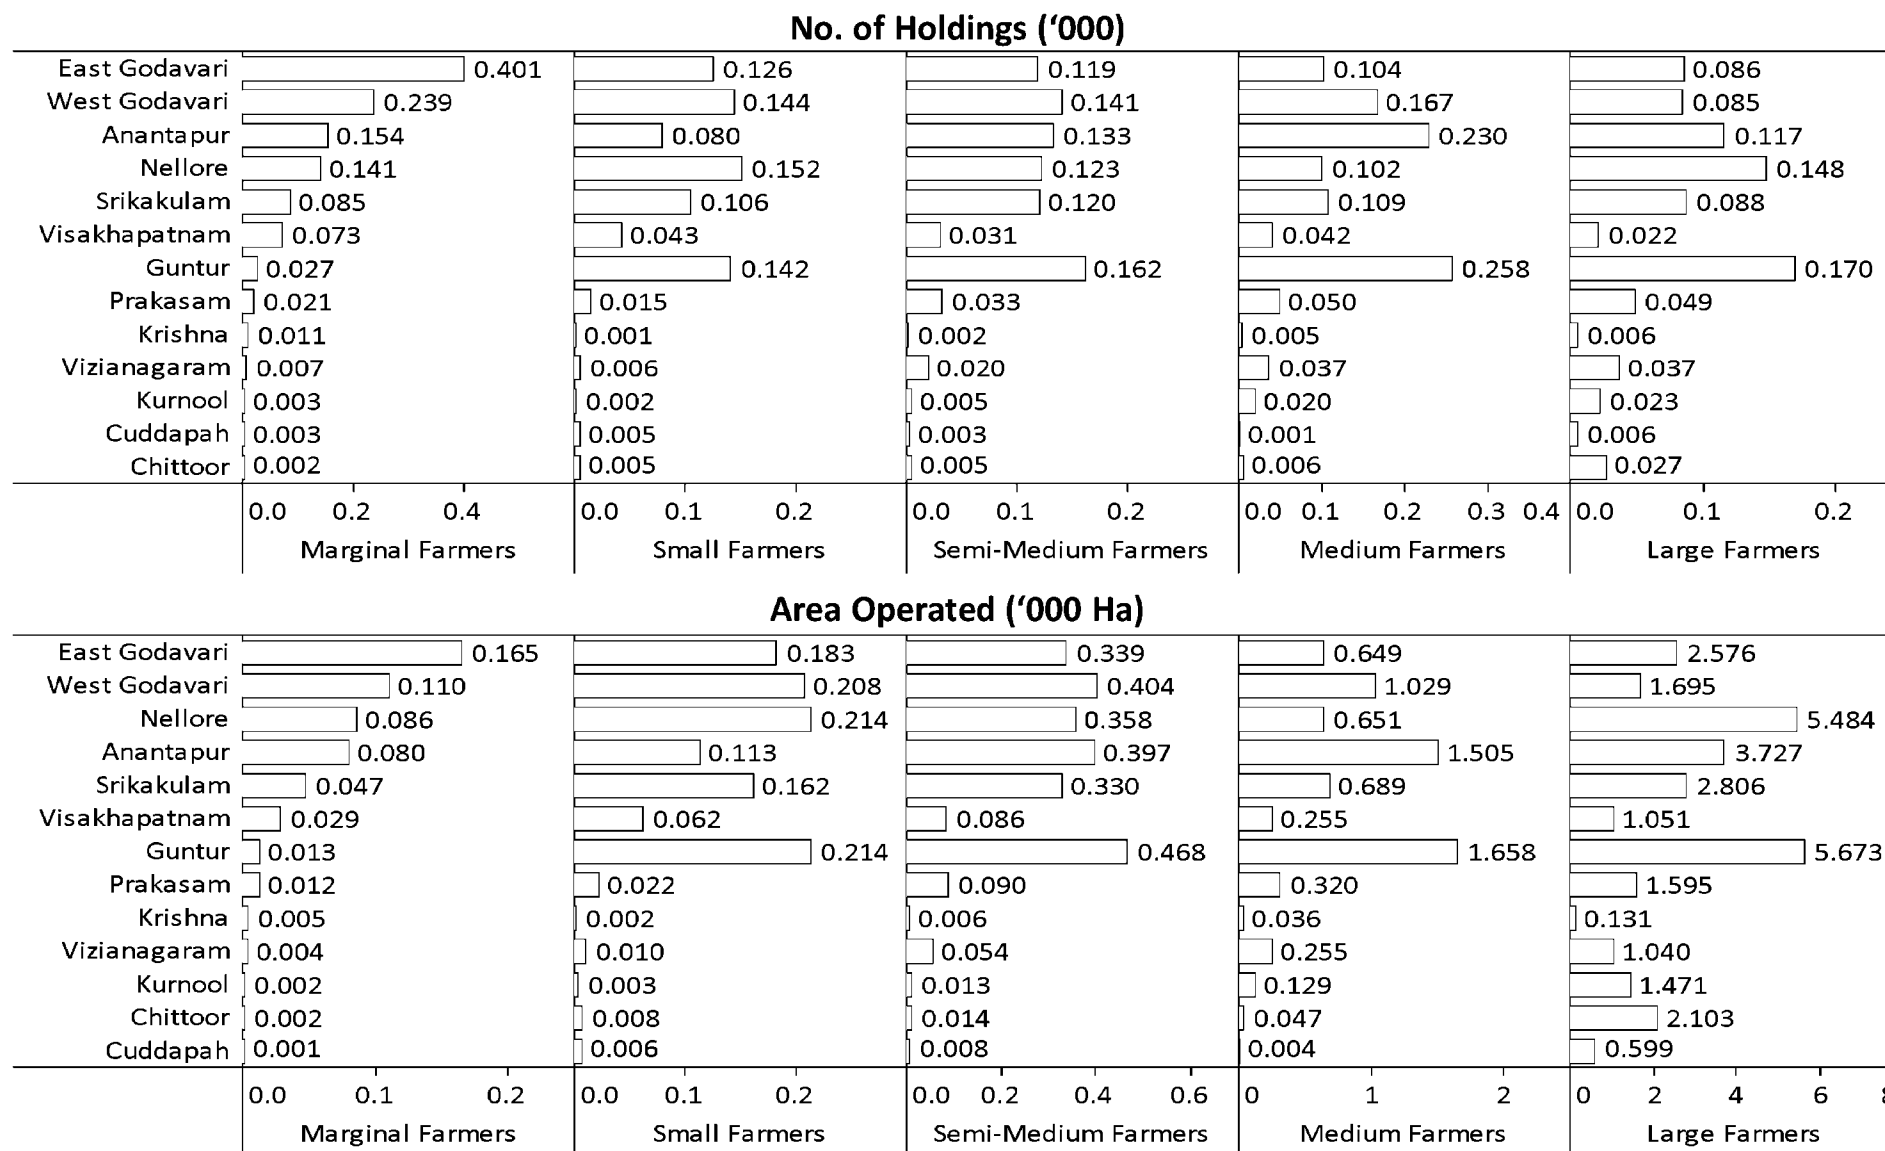 No. of Holdings (‘000)
East Godavari 0.401 0.126 0.119 0.104 0.086
West Godavari 0.239 0.144 0.141 0.167 0.085
Anantapur 0.154 0.080 0.133 0.230 0.117
Nellore 0.141 0.152 0.123 0.102 0.148
Srikakulam 0.085 0.106 0.120 0.109 0.088
Visakhapatnam 0.073 0.043 0.031 0.042 0.022
Guntur 0.027 0.142 0.162 0.258 0.170
Prakasam 0.021 0.015 0.033 0.050 0.049
Krishna 0.011 0.001 0.002 0.005 0.006
Vizianagaram 0.007 0.006 0.020 0.037 0.037
Kurnool 0.003 0.002 0.005 0.020 0.023
Cuddapah 0.003 0.005 0.003 0.001 0.006
Chittoor 0.002 0.005 0.005 0.006 0.027
0.0 0.2 0.4 0.0 0.1 0.2 0.0 0.1 0.2 0.0 0.1 0.2 0.3 0.4 0.0 0.1 0.2
Marginal Farmers Small Farmers Semi-Medium Farmers Medium Farmers Large Farmers
Area Operated (‘000 Ha)
East Godavari 0.165 0.183 0.339 0.649 2.576
West Godavari 0.110 0.208 0.404 1.029 1.695
Nellore 0.086 0.214 0.358 0.651 5.484
Anantapur 0.080 0.113 0.397 1.505 3.727
Srikakulam 0.047 0.162 0.330 0.689 2.806
Visakhapatnam 0.029 0.062 0.086 0.255 1.051
Guntur 0.013 0.214 0.468 1.658 5.673
Prakasam 0.012 0.022 0.090 0.320 1.595
Krishna 0.005 0.002 0.006 0.036 0.131
Vizianagaram 0.004 0.010 0.054 0.255 1.040
Kurnool 0.002 0.003 0.013 0.129 1.471
Chittoor 0.002 0.008 0.014 0.047 2.103
Cuddapah 0.001 0.006 0.008 0.004 0.599
0.0 0.1 0.2 0.0 0.1 0.2 0.0 0.2 0.4 0.6 0 1 2 0 2 4 6 8
Marginal Farmers Small Farmers Semi-Medium Farmers Medium Farmers Large Farmers